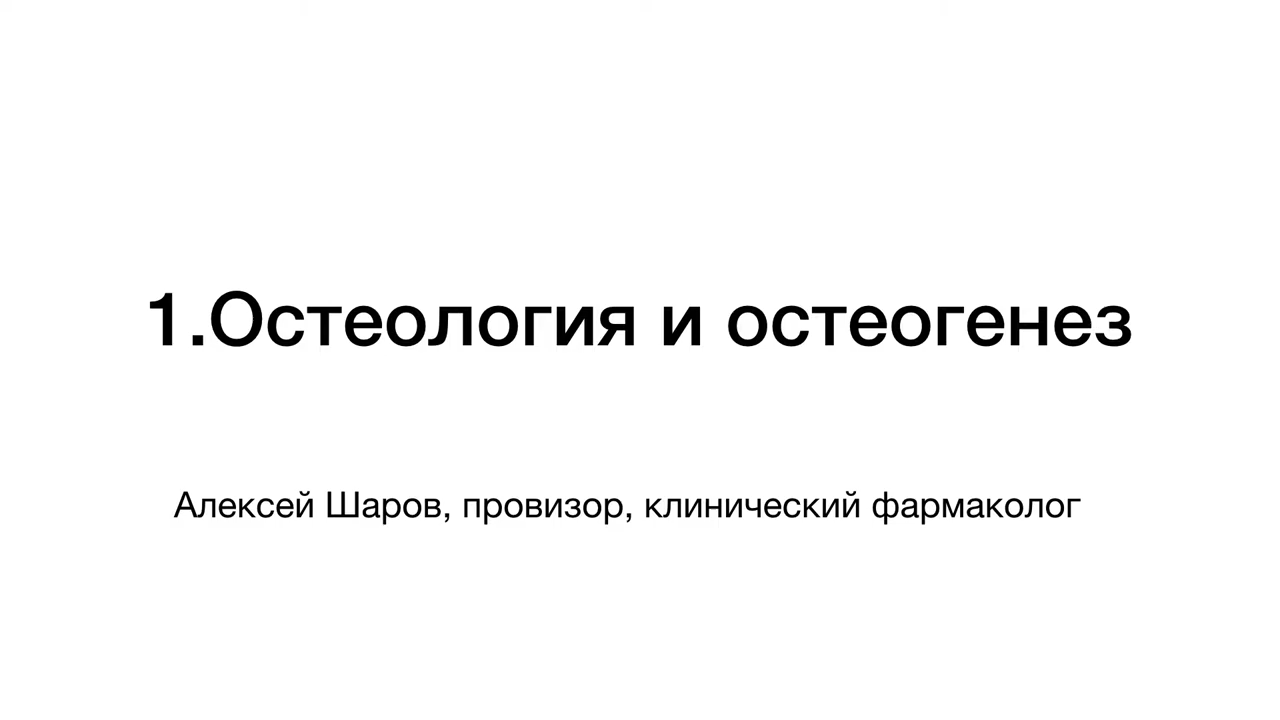 1.Остеология и остеогенез
Алексей Шаров, провизор, клинический фармаколог